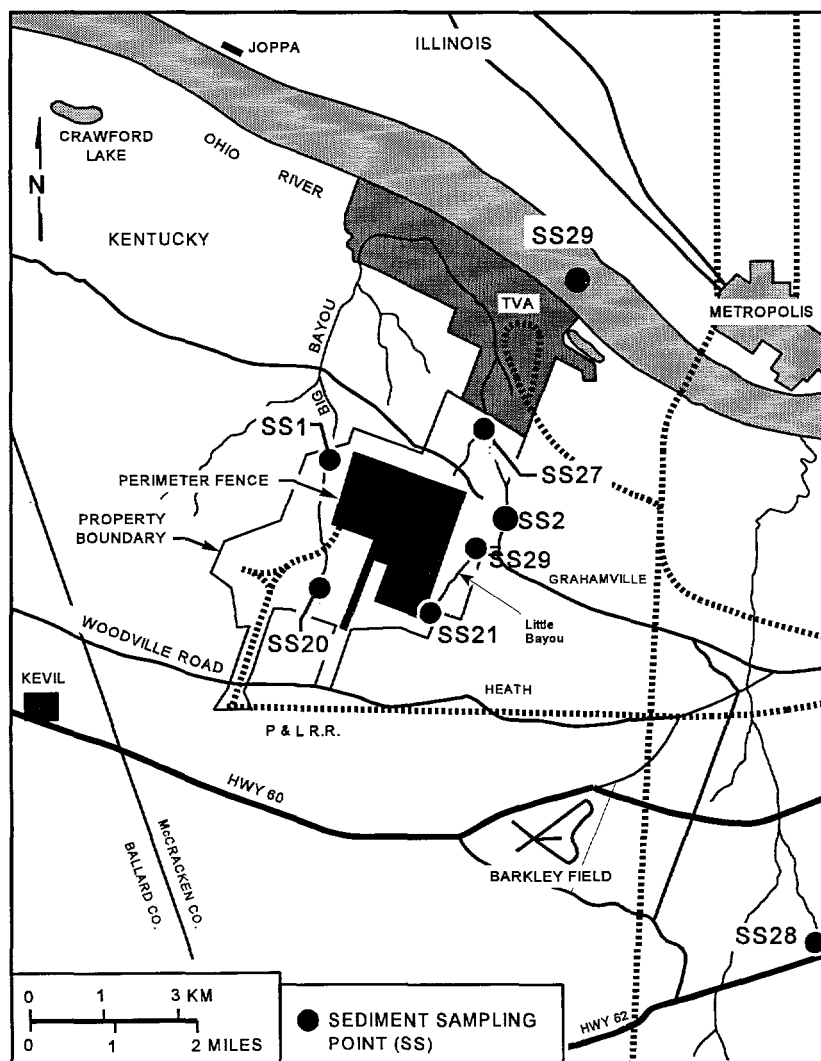 JOPPA
ILLINOIS
CRAWFORD
LAKE
OHIO
RIVER
N
KENTUCKY
SS29
TVA
METROPOLIS
BIG BAYOU
SS1
SS27
PERIMETER FENCE
PROPERTY
BOUNDARY
SS2
SS29
GRAHAMVILLE
SS20
SS21
Little
Bayou
WOODVILLE ROAD
KEVIL
HEATH
P & L R.R.
HWY 60
McCRACKEN CO.
BALLARD CO.
BARKLEY FIELD
SS28
HWY 62
0 1 3 KM
0 1 2 MILES
SEDIMENT SAMPLING
POINT (SS)